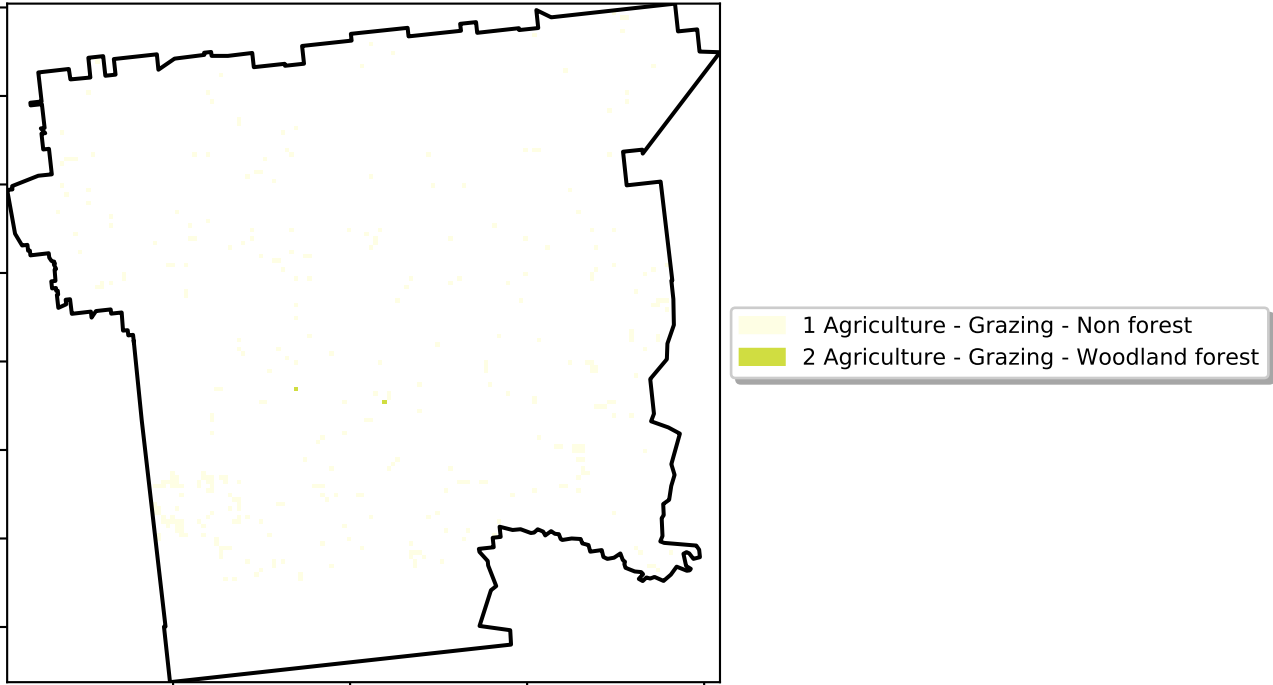 1 Agriculture - Grazing - Non forest
2 Agriculture - Grazing - Woodland forest